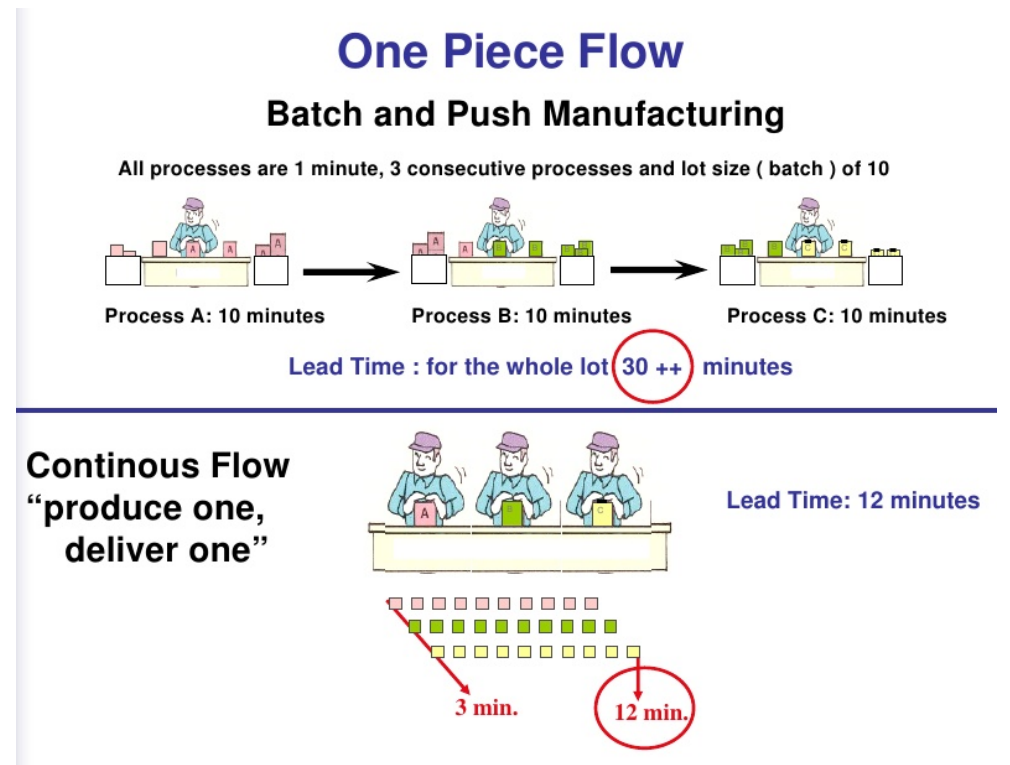 One Piece Flow
Batch and Push Manufacturing
All processes are 1 minute, 3 consecutive processes and lot size ( batch ) of 10
A A A A
A A B B B B
B B B C C
Process A: 10 minutes
Process B: 10 minutes
Process C: 10 minutes
Lead Time : for the whole lot 30 ++ minutes
Continous Flow
“produce one,
deliver one”
A B C
Lead Time: 12 minutes
3 min.
12 min.